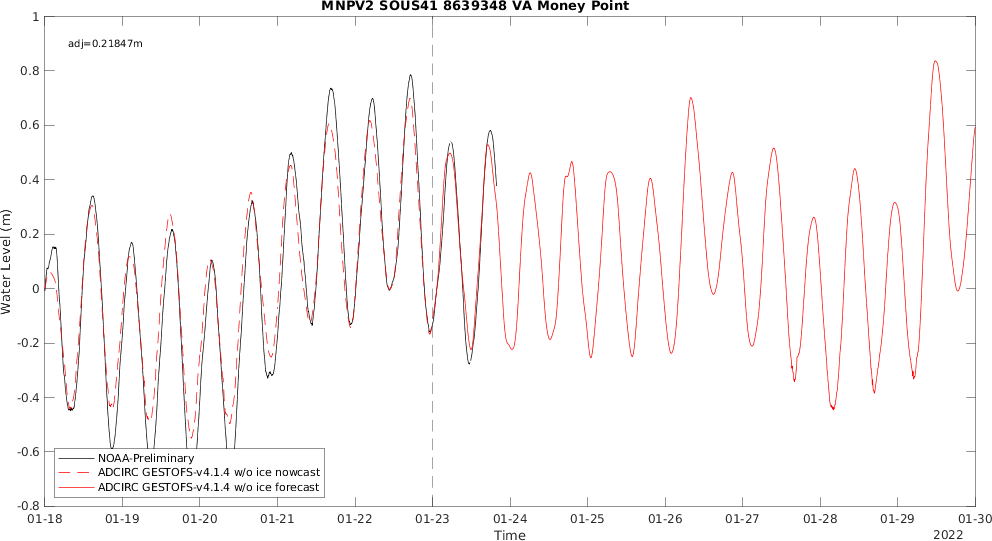 MNPV2 SOUS41 8639348 VA Money Point
adj=0.21847m
1
0.8
0.6
0.4
0.2
0
-0.2
-0.4
-0.6
-0.8
Water Level (m)
NOAA-Preliminary
ADCIRC GESTOFS-v4.1.4 w/o ice nowcast
ADCIRC GESTOFS-v4.1.4 w/o ice forecast
01-18 01-19 01-20 01-21 01-22 01-23 01-24 01-25 01-26 01-27 01-28 01-29 01-30
Time
2022